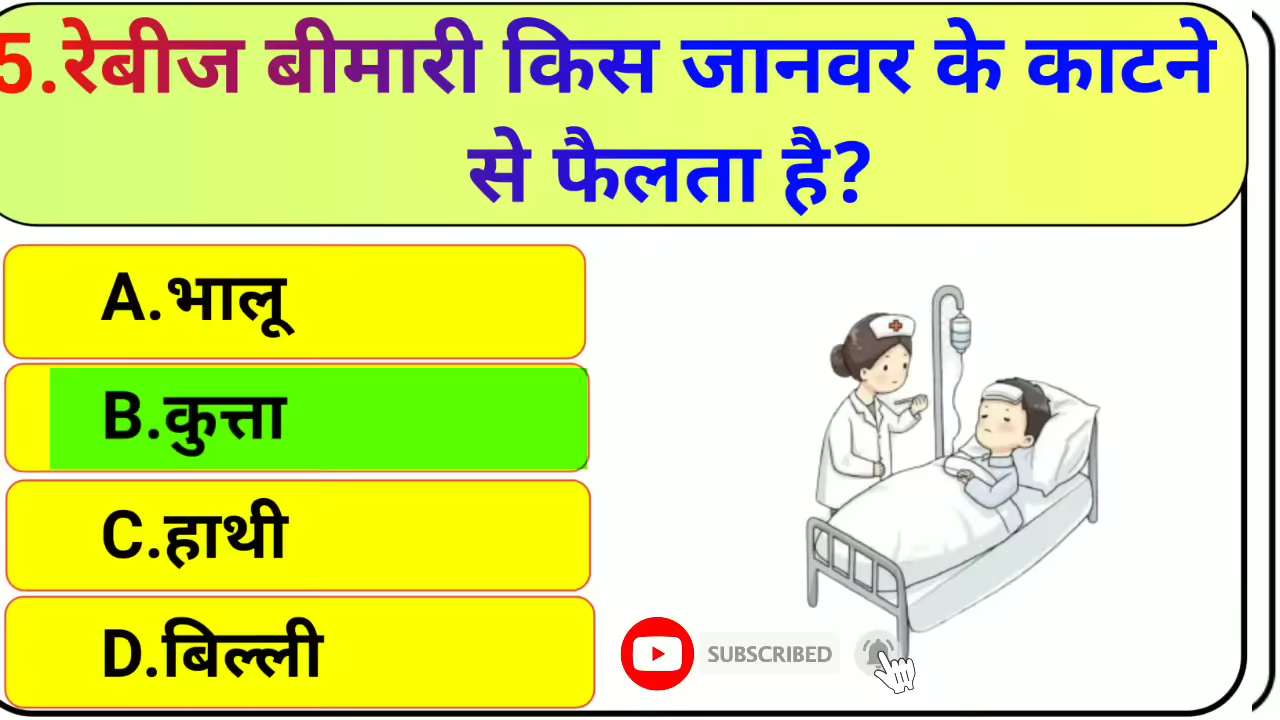 5.रेबीज बीमारी किस जानवर के काटने
से फैलता है?
A.भालू
B.कुत्ता
C.हाथी
D.बिल्ली
SUBSCRIBED